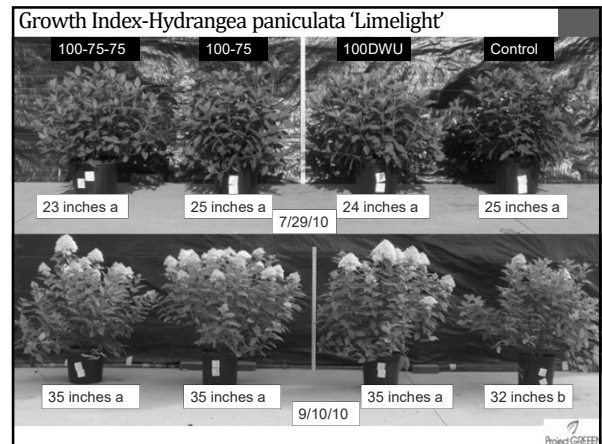 Growth Index-Hydrangea paniculata ‘Limelight’
100-75-75 100-75 100DWU Control
23 inches a 25 inches a 24 inches a 25 inches a
7/29/10
35 inches a 35 inches a 35 inches a 32 inches b
9/10/10
Project GREEEN